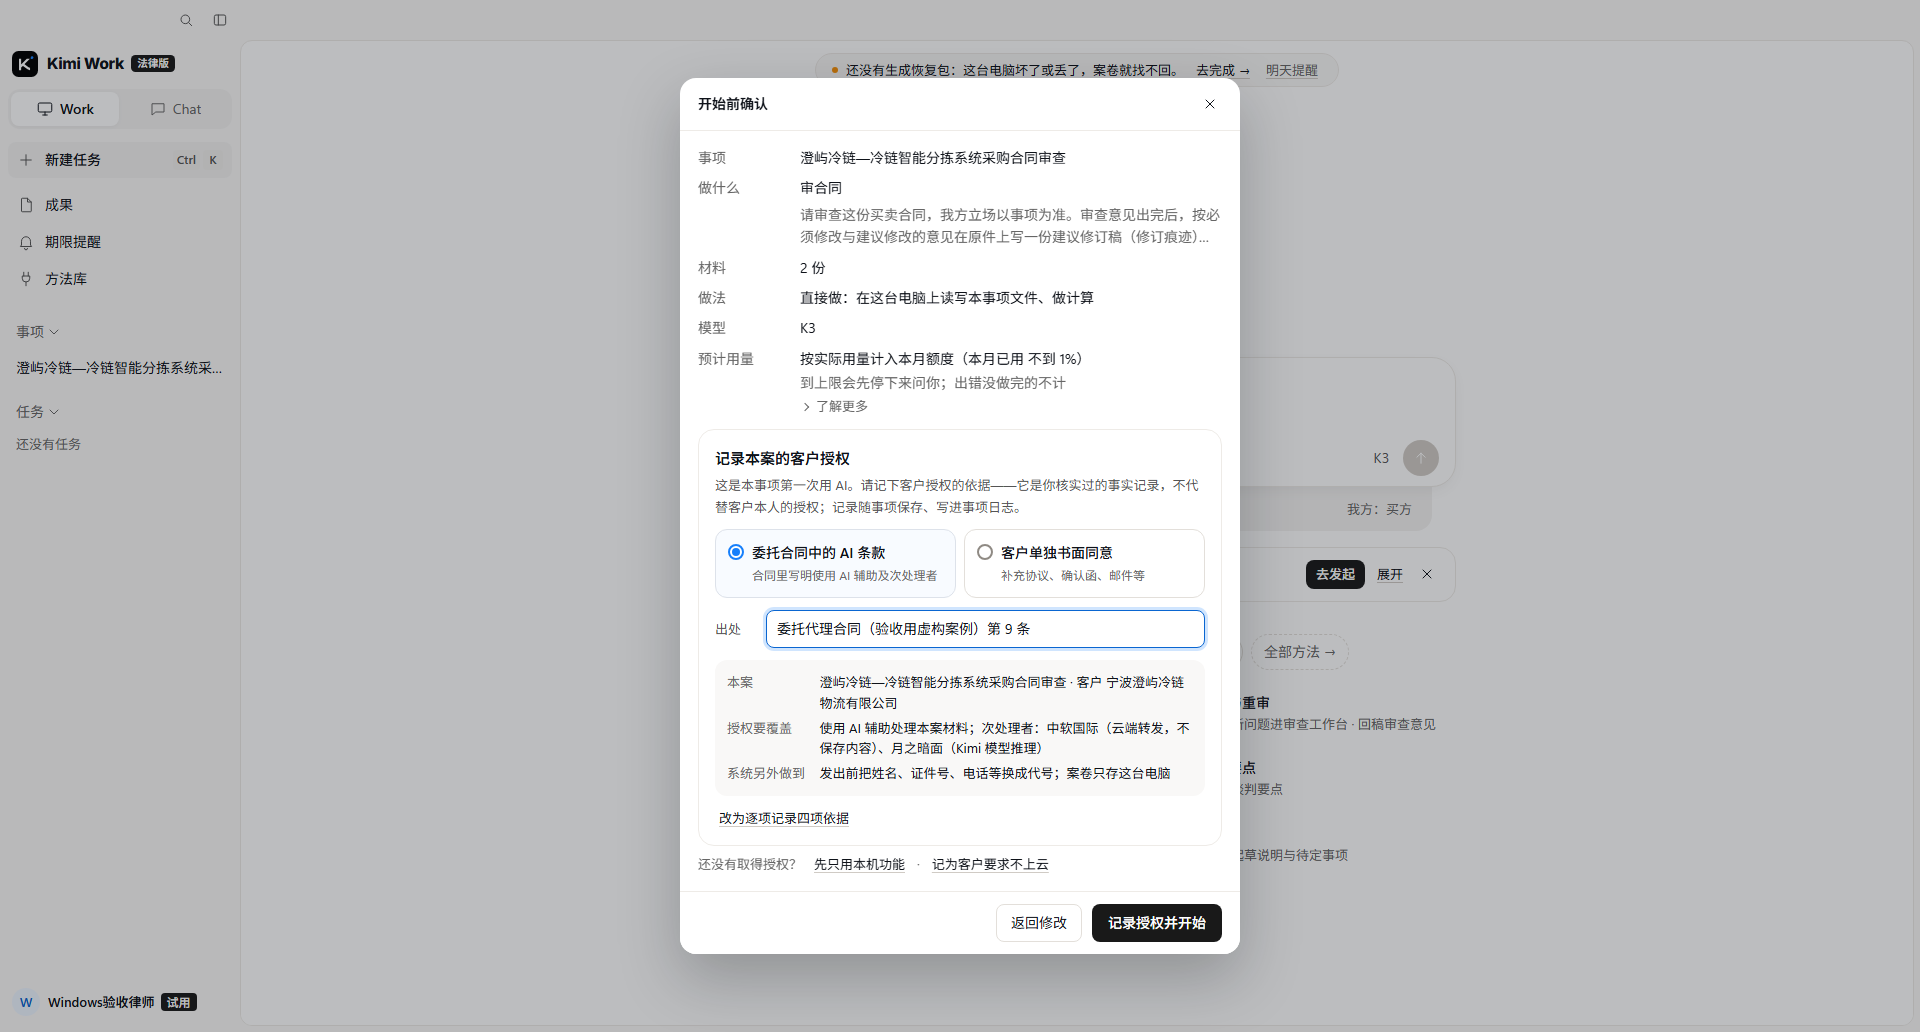 Kimi Work 法律版
Work
Chat
新建任务 Ctrl K
成果
期限提醒
方法库
事项
澄屿冷链—冷链智能分拣系统采...
任务
还没有任务
W Windows验收律师 试用
还没有生成恢复包：这台电脑坏了或丢了，案卷就找不回。 去完成 → 明天提醒
开始前确认
事项 澄屿冷链—冷链智能分拣系统采购合同审查
做什么 审合同
请审查这份买卖合同，我方立场以事项为准。审查意见出完后，按必
须修改与建议修改的意见在原件上写一份建议修订稿（修订痕迹）...
材料 2 份
做法 直接做：在这台电脑上读写本事项文件、做计算
模型 K3
预计用量 按实际用量计入本月额度（本月已用 不到 1%）
到上限会先停下来问你；出错没做完的不计
了解更多
记录本案的客户授权
这是本事项第一次用 AI。请记下客户授权的依据——它是你核实过的事实记录，不代
替客户本人的授权；记录随事项保存、写进事项日志。
委托合同中的 AI 条款
合同里写明使用 AI 辅助及次处理者
客户单独书面同意
补充协议、确认函、邮件等
出处 委托代理合同（验收用虚构案例）第 9 条
本案 澄屿冷链—冷链智能分拣系统采购合同审查 · 客户 宁波澄屿冷链
物流有限公司
授权要覆盖 使用 AI 辅助处理本案材料；次处理者：中软国际（云端转发，不
保存内容）、月之暗面（Kimi 模型推理）
系统另外做到 发出前把姓名、证件号、电话等换成代号；案卷只存这台电脑
改为逐项记录四项依据
还没有取得授权？ 先只用本机功能 · 记为客户要求不上云
返回修改 记录授权并开始
K3
我方：买方
去发起 展开
全部方法 →
重审
问题进审查工作台 · 回稿审查意见
点
判要点
草说明与待定事项